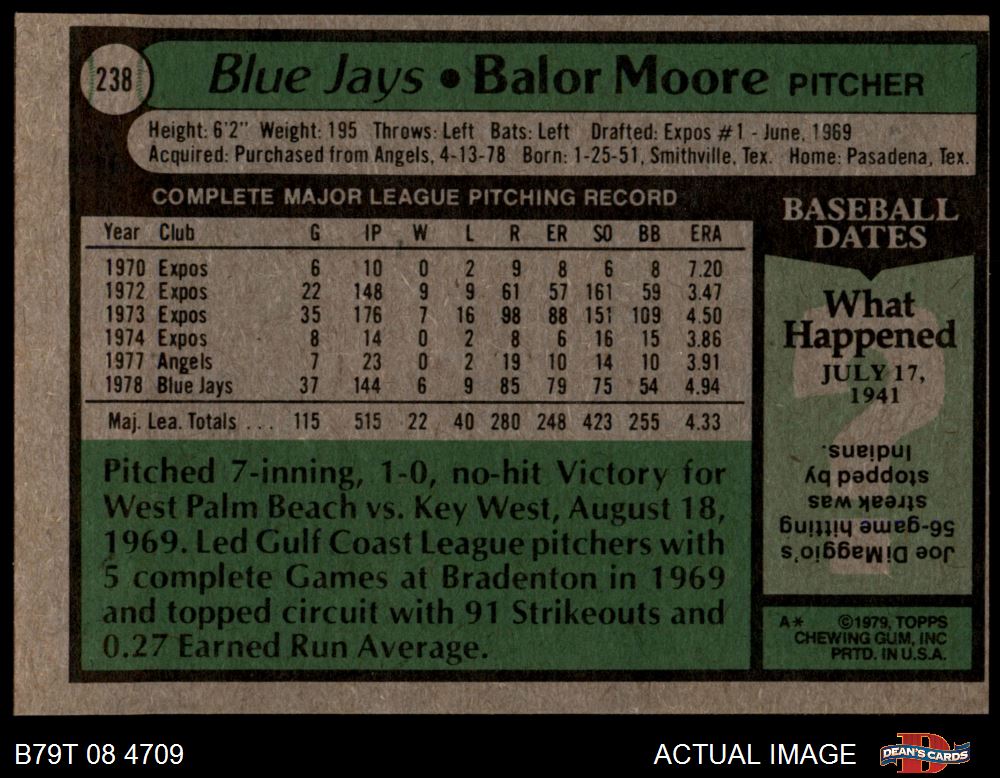 238 Blue Jays • Balor Moore PITCHER
Height: 6'2" Weight: 195 Throws: Left Bats: Left Drafted: Expos #1 - June, 1969
Acquired: Purchased from Angels, 4-13-78 Born: 1-25-51, Smithville, Tex. Home: Pasadena, Tex.
COMPLETE MAJOR LEAGUE PITCHING RECORD
Year Club G IP W L R ER SO BB ERA
1970 Expos 6 10 0 2 9 8 6 8 7.20
1972 Expos 22 148 9 9 61 57 161 59 3.47
1973 Expos 35 176 7 16 98 88 151 109 4.50
1974 Expos 8 14 0 2 8 6 16 15 3.86
1977 Angels 7 23 0 2 19 10 14 10 3.91
1978 Blue Jays 37 144 6 9 85 79 75 54 4.94
Maj. Lea. Totals ... 115 515 22 40 280 248 423 255 4.33
Pitched 7-inning, 1-0, no-hit Victory for
West Palm Beach vs. Key West, August 18,
1969. Led Gulf Coast League pitchers with
5 complete Games at Bradenton in 1969
and topped circuit with 91 Strikeouts and
0.27 Earned Run Average.
BASEBALL
DATES
What
Happened
JULY 17,
1941
?
Joe DiMaggio's
56-game hitting
streak was
stopped by
Indians.
A* ©1979, TOPPS
CHEWING GUM, INC
PRTD. IN U.S.A.
B79T 08 4709
ACTUAL IMAGE
D
DEAN'S CARDS